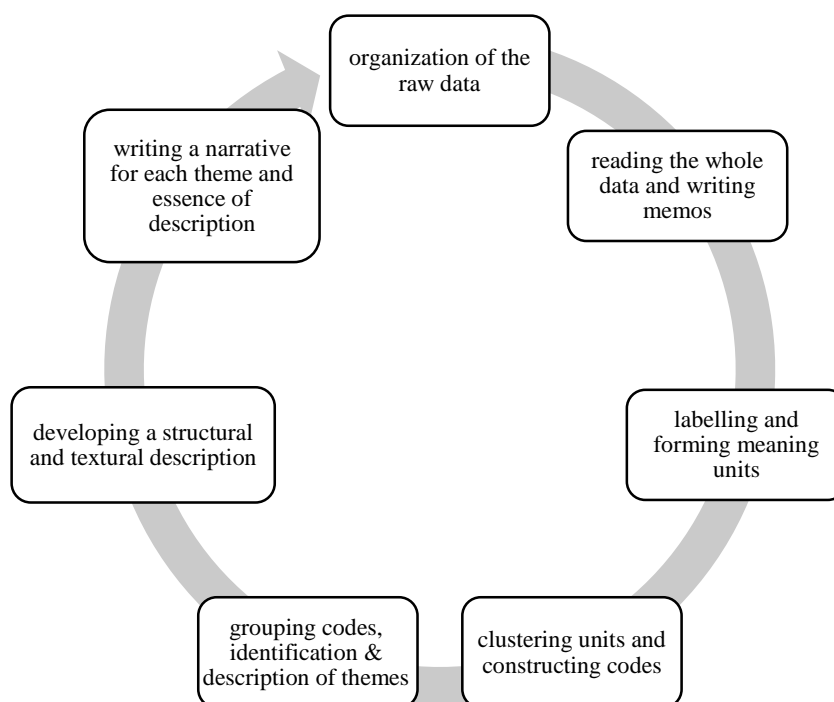 organization of the
raw data
reading the whole
data and writing
memos
labelling and
forming meaning
units
clustering units and
constructing codes
grouping codes,
identification &
description of themes
developing a structural
and textural description
writing a narrative
for each theme and
essence of
description